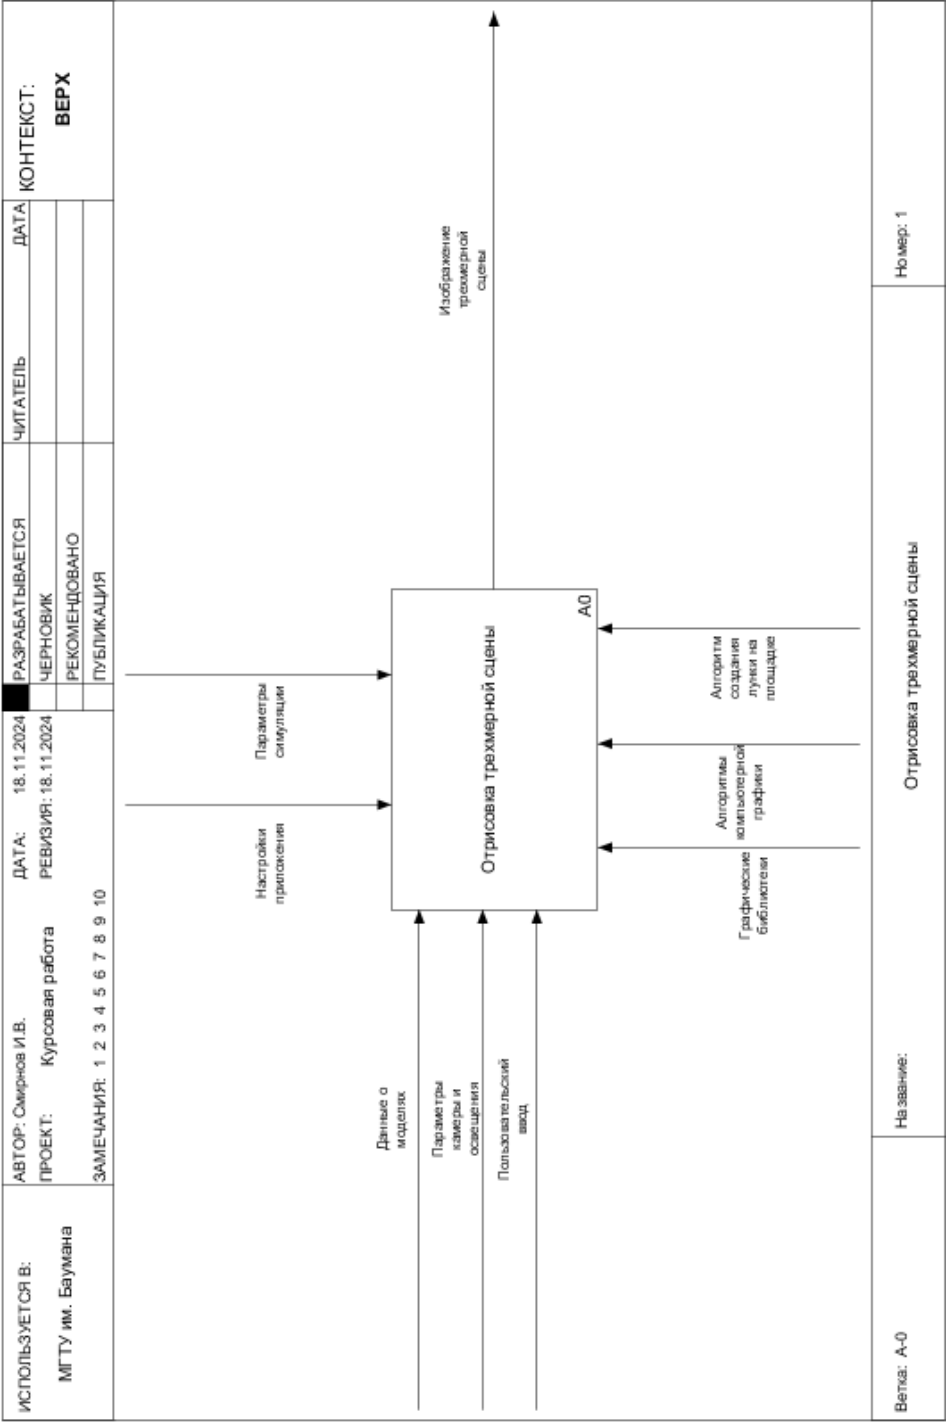 ИСПОЛЬЗУЕТСЯ В:
МГТУ им. Баумана
АВТОР: Смирнов И.В.
ПРОЕКТ: Курсовая работа
ЗАМЕЧАНИЯ: 1 2 3 4 5 6 7 8 9 10
ДАТА: 18.11.2024
РЕВИЗИЯ: 18.11.2024
РАЗРАБАТЫВАЕТСЯ
ЧЕРНОВИК
РЕКОМЕНДОВАНО
ПУБЛИКАЦИЯ
ЧИТАТЕЛЬ ДАТА
КОНТЕКСТ:
ВЕРХ
Настройки
приложения
Параметры
симуляции
Данные о
моделях
Параметры
камеры и
освещения
Пользовательский
ввод
Отрисовка трехмерной сцены
A0
Изображение
трехмерной
сцены
Графические
библиотеки
Алгоритмы
компьютерной
графики
Алгоритм
создания
лунки на
площадке
Ветка: A-0
Название:
Отрисовка трехмерной сцены
Номер: 1